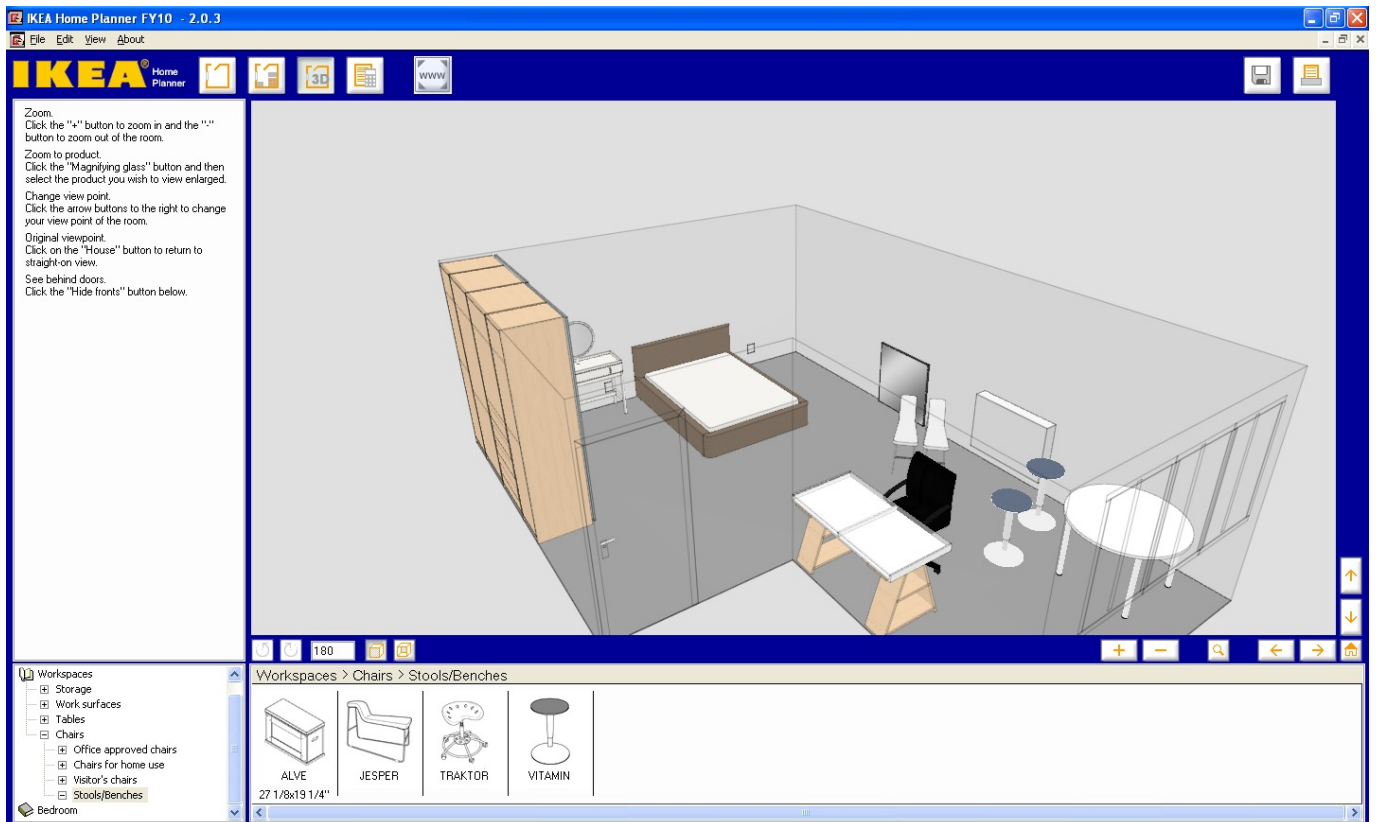 IKEA Home Planner FY10 - 2.0.3
File Edit View About
IKEA® Home Planner
3D
www
Zoom.
Click the "+" button to zoom in and the "-"
button to zoom out of the room.
Zoom to product.
Click the "Magnifying glass" button and then
select the product you wish to view enlarged.
Change view point.
Click the arrow buttons to the right to change
your view point of the room.
Original viewpoint.
Click on the "House" button to return to
straight-on view.
See behind doors.
Click the "Hide fronts" button below.
180
Workspaces
Storage
Work surfaces
Tables
Chairs
Office approved chairs
Chairs for home use
Visitor's chairs
Stools/Benches
Bedroom
Workspaces > Chairs > Stools/Benches
ALVE
27 1/8x19 1/4"
JESPER
TRAKTOR
VITAMIN